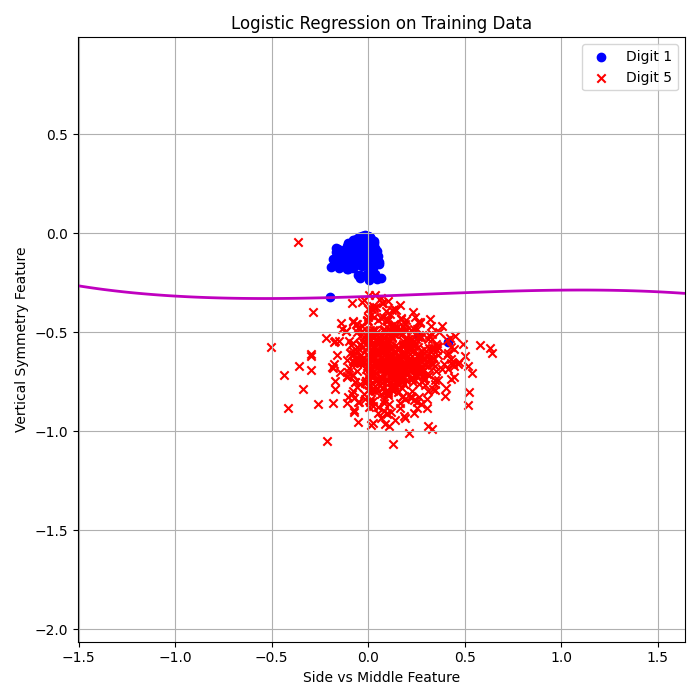 Logistic Regression on Training Data
Digit 1
Digit 5
0.5
0.0
−0.5
−1.0
−1.5
−2.0
Vertical Symmetry Feature
−1.5 −1.0 −0.5 0.0 0.5 1.0 1.5
Side vs Middle Feature